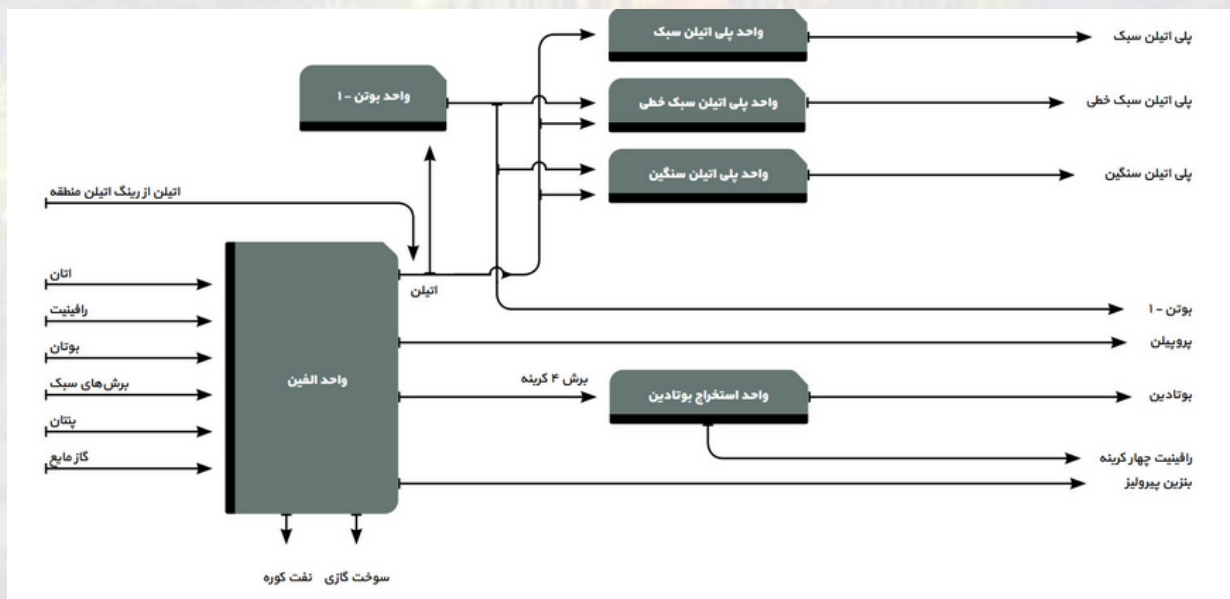 واحد پلی اتیلن سبک
پلی اتیلن سبک
واحد بوتن - ۱
واحد پلی اتیلن سبک خطی
پلی اتیلن سبک خطی
واحد پلی اتیلن سنگین
پلی اتیلن سنگین
اتیلن از رینگ اتیلن منطقه
اتان
اتیلن
رافینیت
بوتن - ۱
بوتان
پروپیلن
واحد الفین
برش ۴ کربنه
برش‌های سبک
واحد استخراج بوتادین
بوتادین
پنتان
گاز مایع
رافینیت چهار کربنه
بنزین پیرولیز
سوخت گازی
نفت کوره